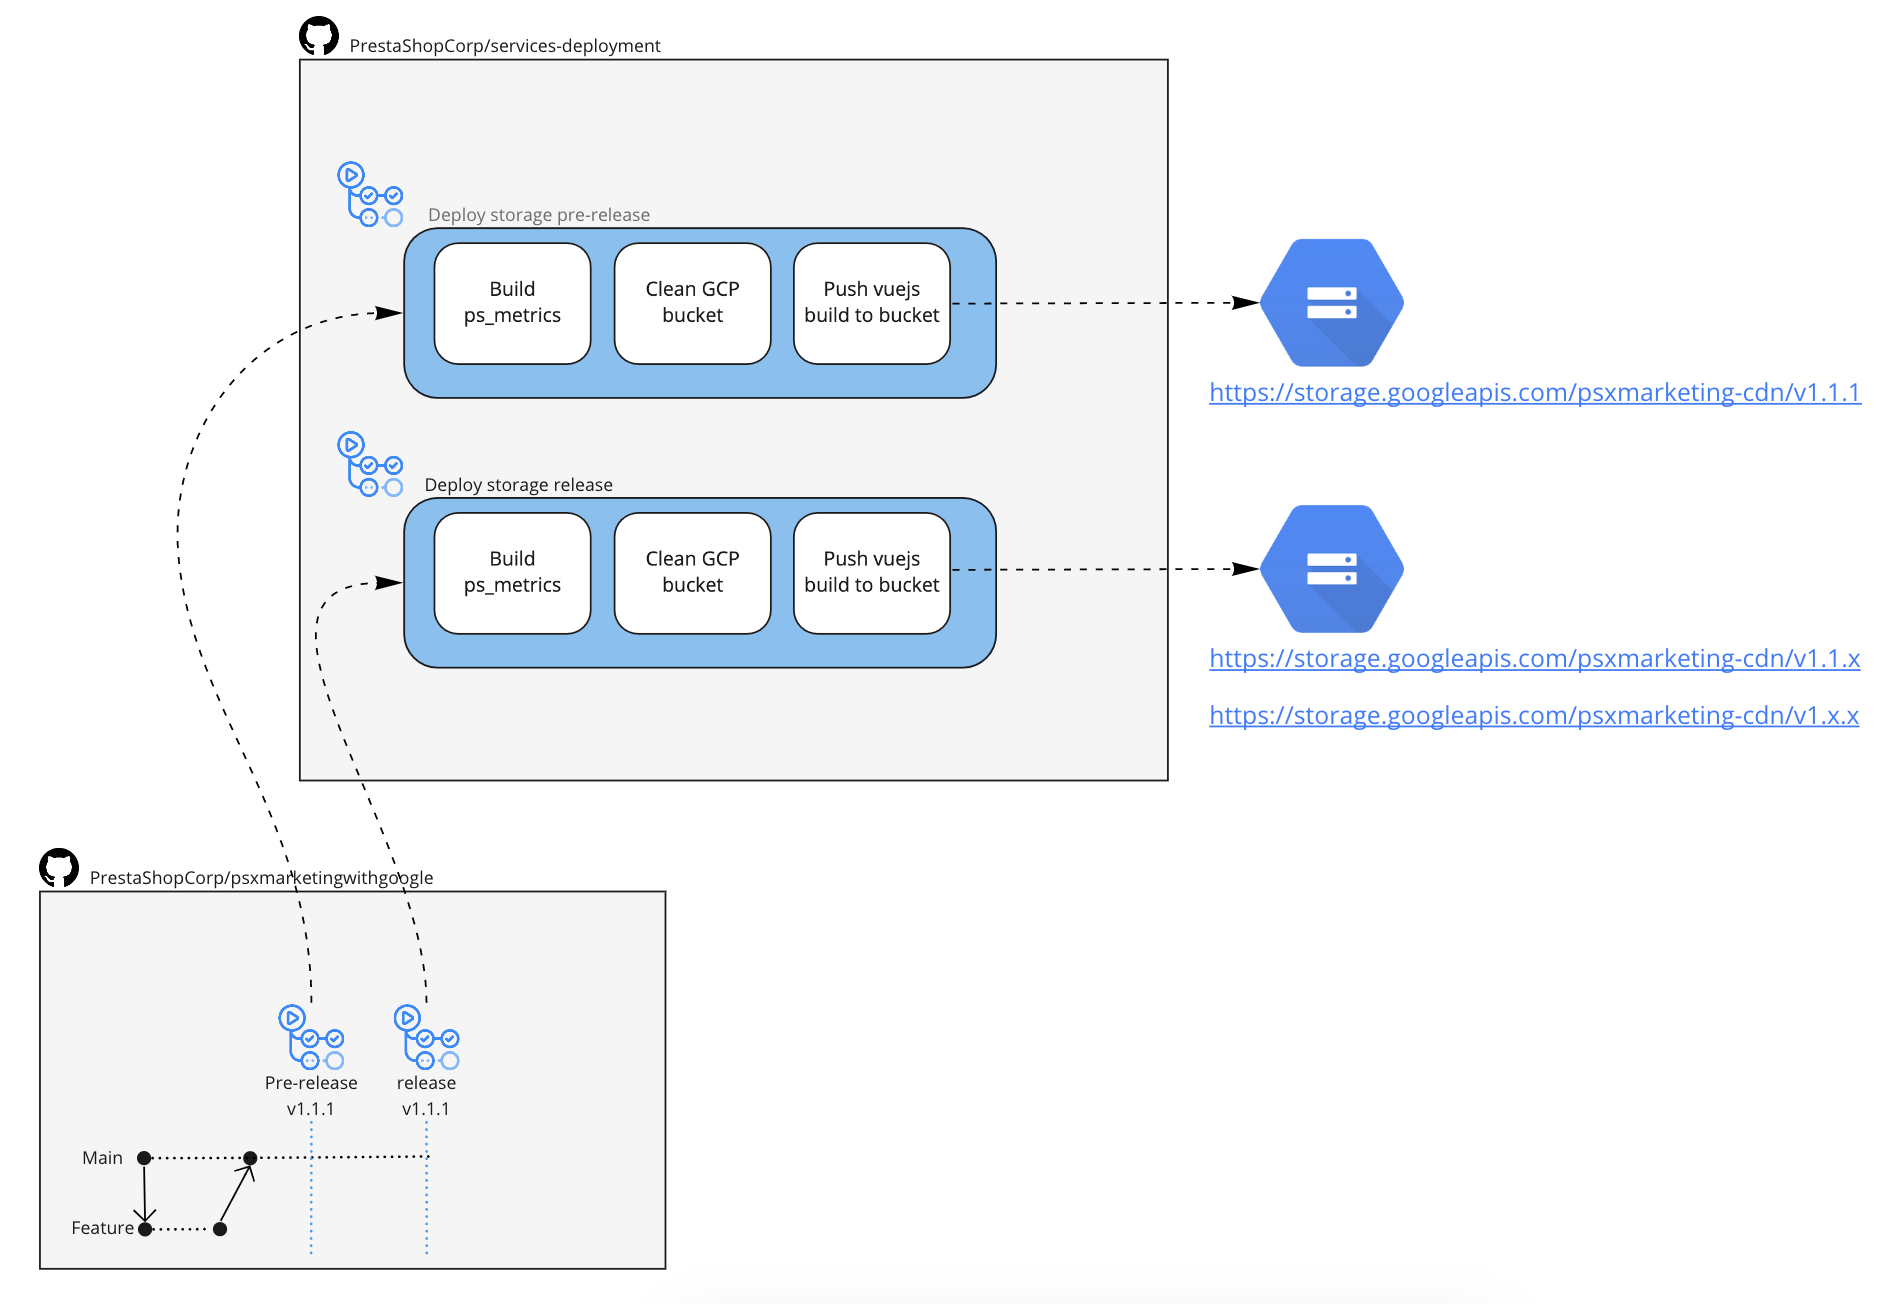 PrestaShopCorp/services-deployment
Deploy storage pre-release
Build
ps_metrics
Clean GCP
bucket
Push vuejs
build to bucket
https://storage.googleapis.com/psxmarketing-cdn/v1.1.1
Deploy storage release
Build
ps_metrics
Clean GCP
bucket
Push vuejs
build to bucket
https://storage.googleapis.com/psxmarketing-cdn/v1.1.x
https://storage.googleapis.com/psxmarketing-cdn/v1.x.x
PrestaShopCorp/psxmarketingwithgoogle
Pre-release
v1.1.1
release
v1.1.1
Main
Feature